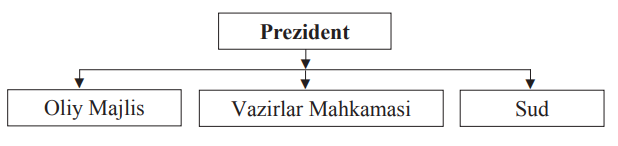 Prezident
Oliy Majlis
Vazirlar Mahkamasi
Sud